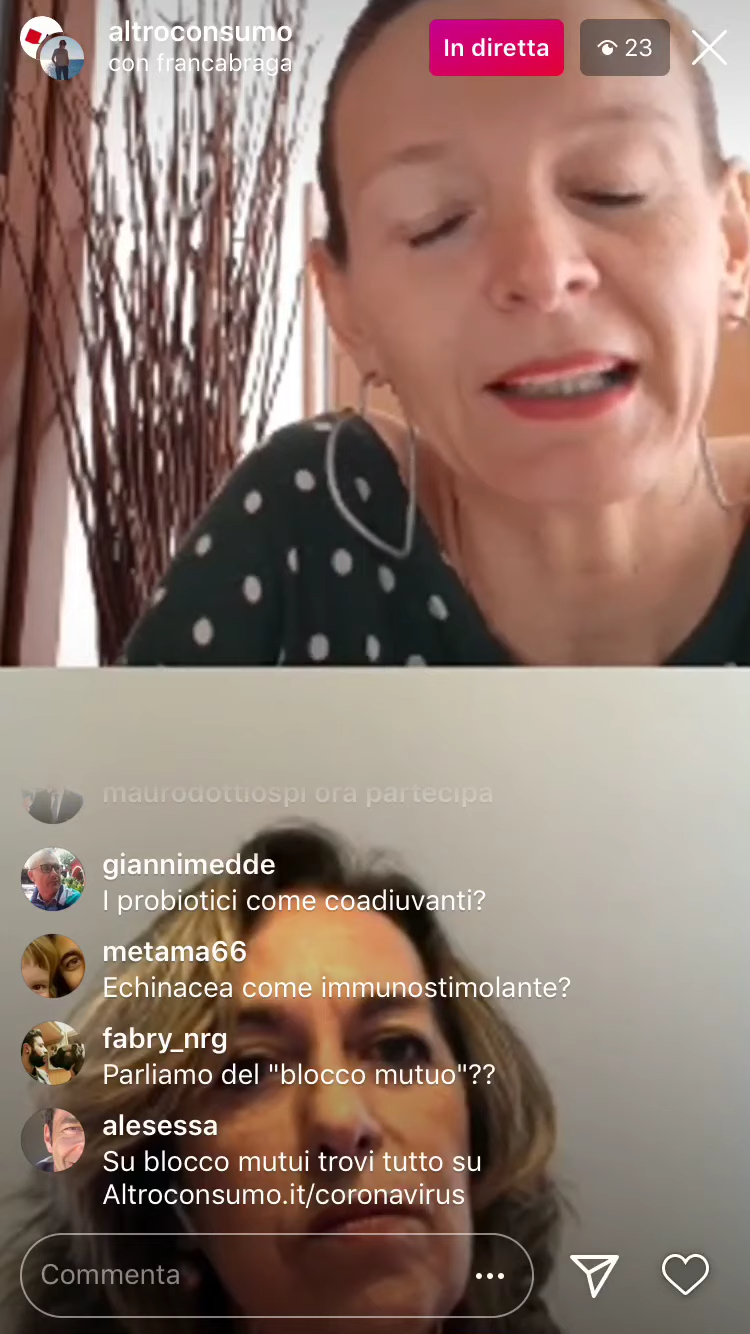 altroconsumo
con francabraga
In diretta
23
maurodottiospi ora partecipa
giannimedde
I probiotici come coadiuvanti?
metama66
Echinacea come immunostimolante?
fabry_nrg
Parliamo del "blocco mutuo"??
alesessa
Su blocco mutui trovi tutto su
Altroconsumo.it/coronavirus
Commenta